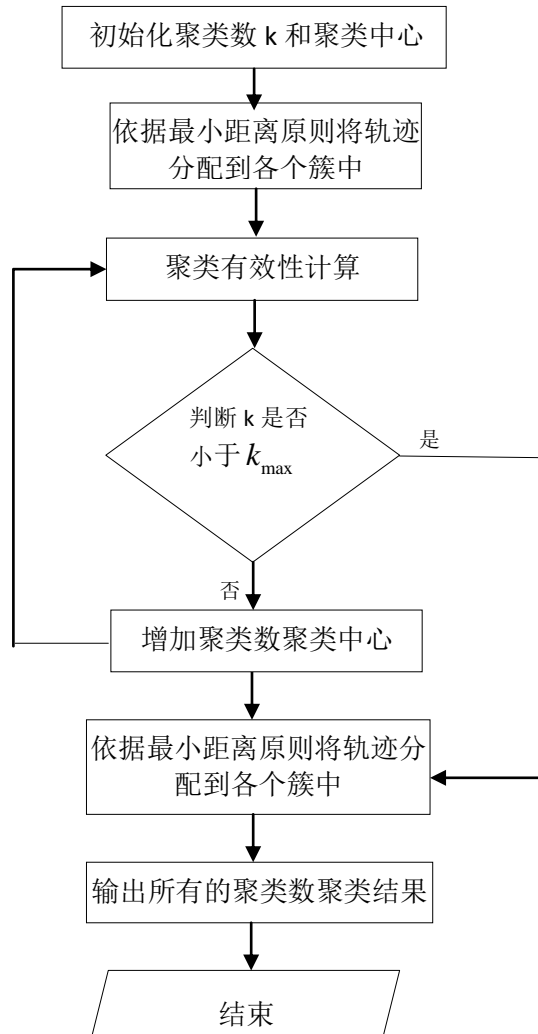 初始化聚类数 k 和聚类中心
依据最小距离原则将轨迹
分配到各个簇中
聚类有效性计算
判断 k 是否
小于 k_max
是
否
增加聚类数聚类中心
依据最小距离原则将轨迹分
配到各个簇中
输出所有的聚类数聚类结果
结束